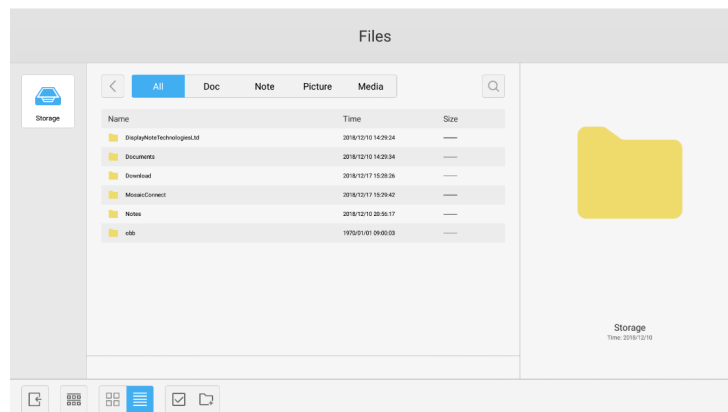 Files
Storage
All Doc Note Picture Media
Name Time Size
DisplayNoteTechnologiesLtd 2018/12/10 14:29:24 —
Documents 2018/12/10 14:29:34 —
Download 2018/12/17 15:28:26 —
MosaicConnect 2018/12/17 15:29:42 —
Notes 2018/12/10 20:55:17 —
obb 1970/01/01 09:00:03 —
Storage
Time: 2018/12/10